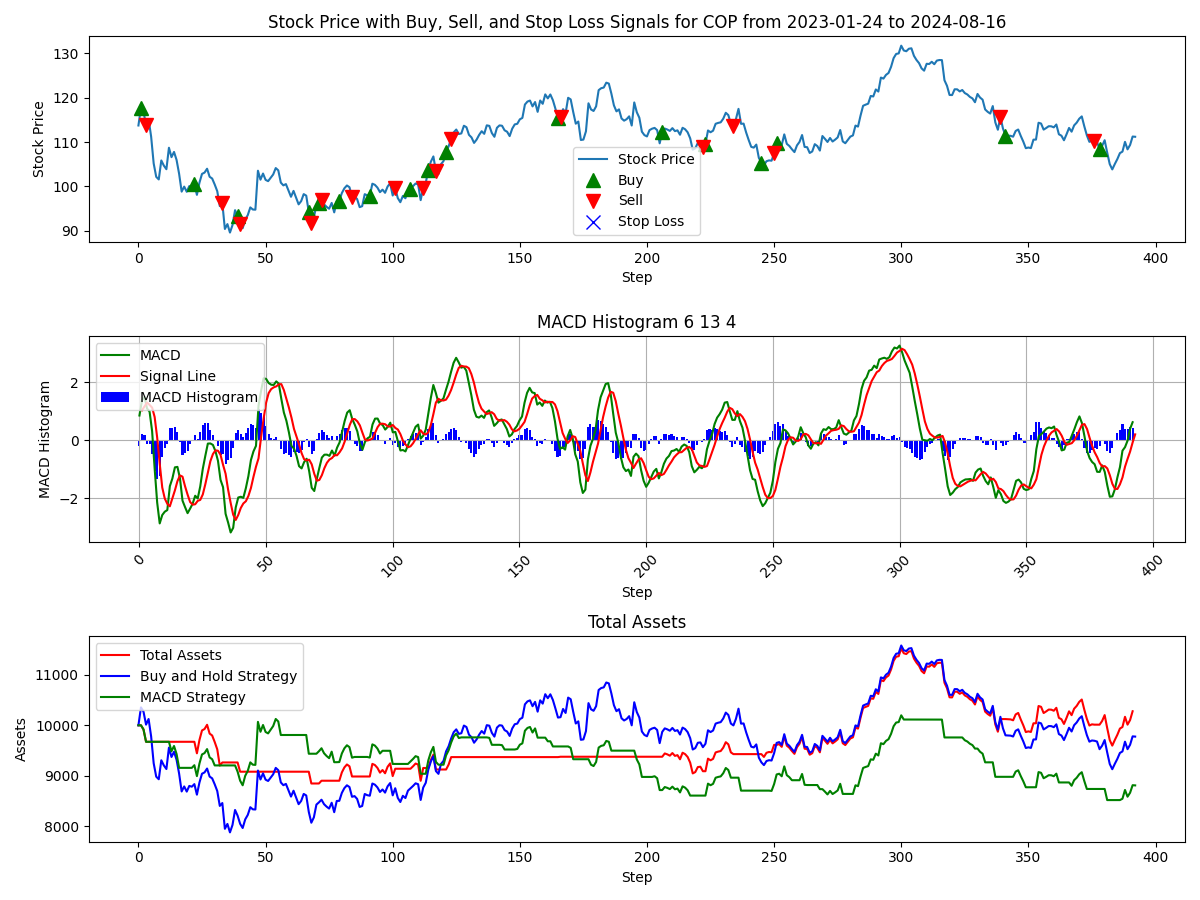 Stock Price with Buy, Sell, and Stop Loss Signals for COP from 2023-01-24 to 2024-08-16
130
120
110
100
90
Stock Price
Stock Price
Buy
Sell
Stop Loss
0 50 100 150 200 250 300 350 400
Step
MACD Histogram 6 13 4
2
0
−2
MACD Histogram
MACD
Signal Line
MACD Histogram
0 50 100 150 200 250 300 350 400
Step
Total Assets
11000
10000
9000
8000
Assets
Total Assets
Buy and Hold Strategy
MACD Strategy
0 50 100 150 200 250 300 350 400
Step